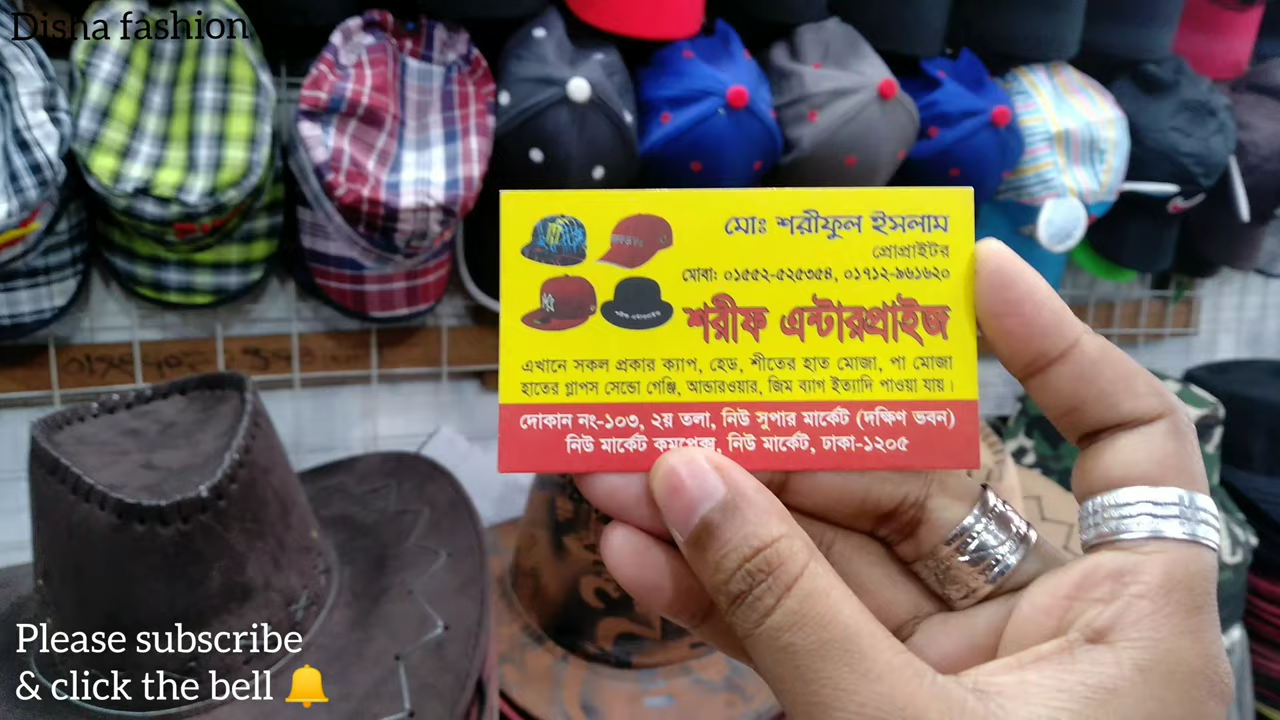 Disha fashion
মোঃ শরীফুল ইসলাম
প্রোপ্রাইটর
মোবা: ০১৫৫২-৫২৫৩৫৪, ০১৭১২-৯৬১৬২০
শরীফ এন্টারপ্রাইজ
এখানে সকল প্রকার ক্যাপ, হেড, শীতের হাত মোজা, পা মোজা
হাতের গ্লাপস সেন্ডো গেঞ্জি, আন্ডারওয়ার, জিম ব্যাগ ইত্যাদি পাওয়া যায়।
দোকান নং-১০৩, ২য় তলা, নিউ সুপার মার্কেট (দক্ষিণ ভবন)
নিউ মার্কেট কমপ্লেক্স, নিউ মার্কেট, ঢাকা-১২০৫
Please subscribe
& click the bell